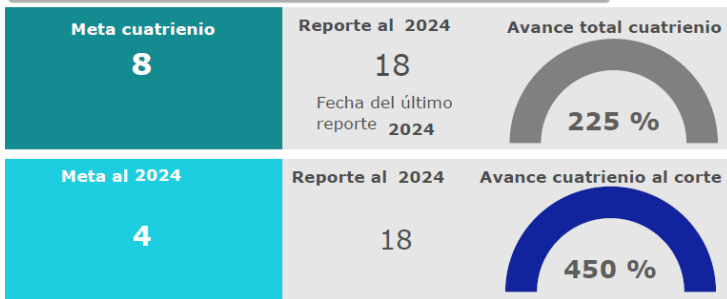 Meta cuatrienio
8
Reporte al 2024
18
Fecha del último
reporte 2024
Avance total cuatrienio
225 %
Meta al 2024
4
Reporte al 2024
18
Avance cuatrienio al corte
450 %